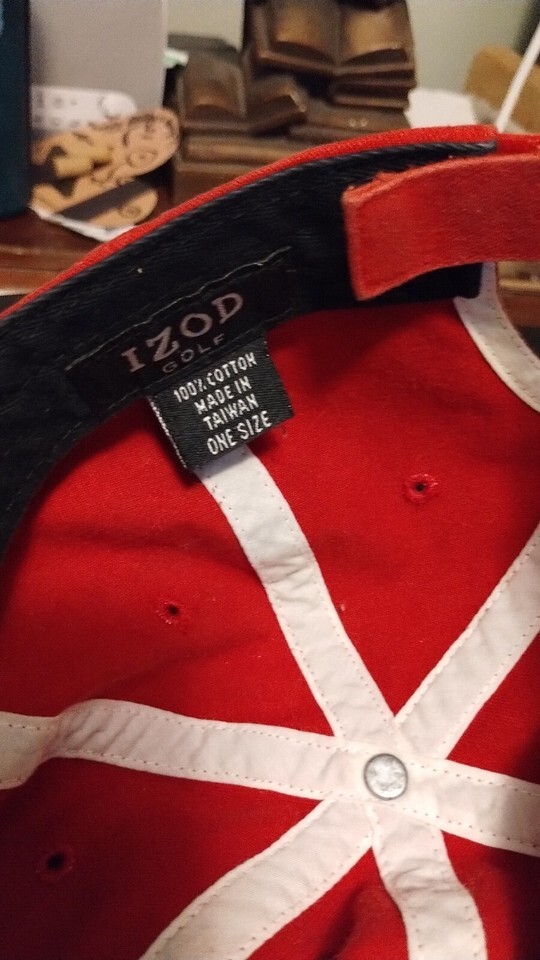 IZOD
GOLF
100% COTTON
MADE IN
TAIWAN
ONE SIZE